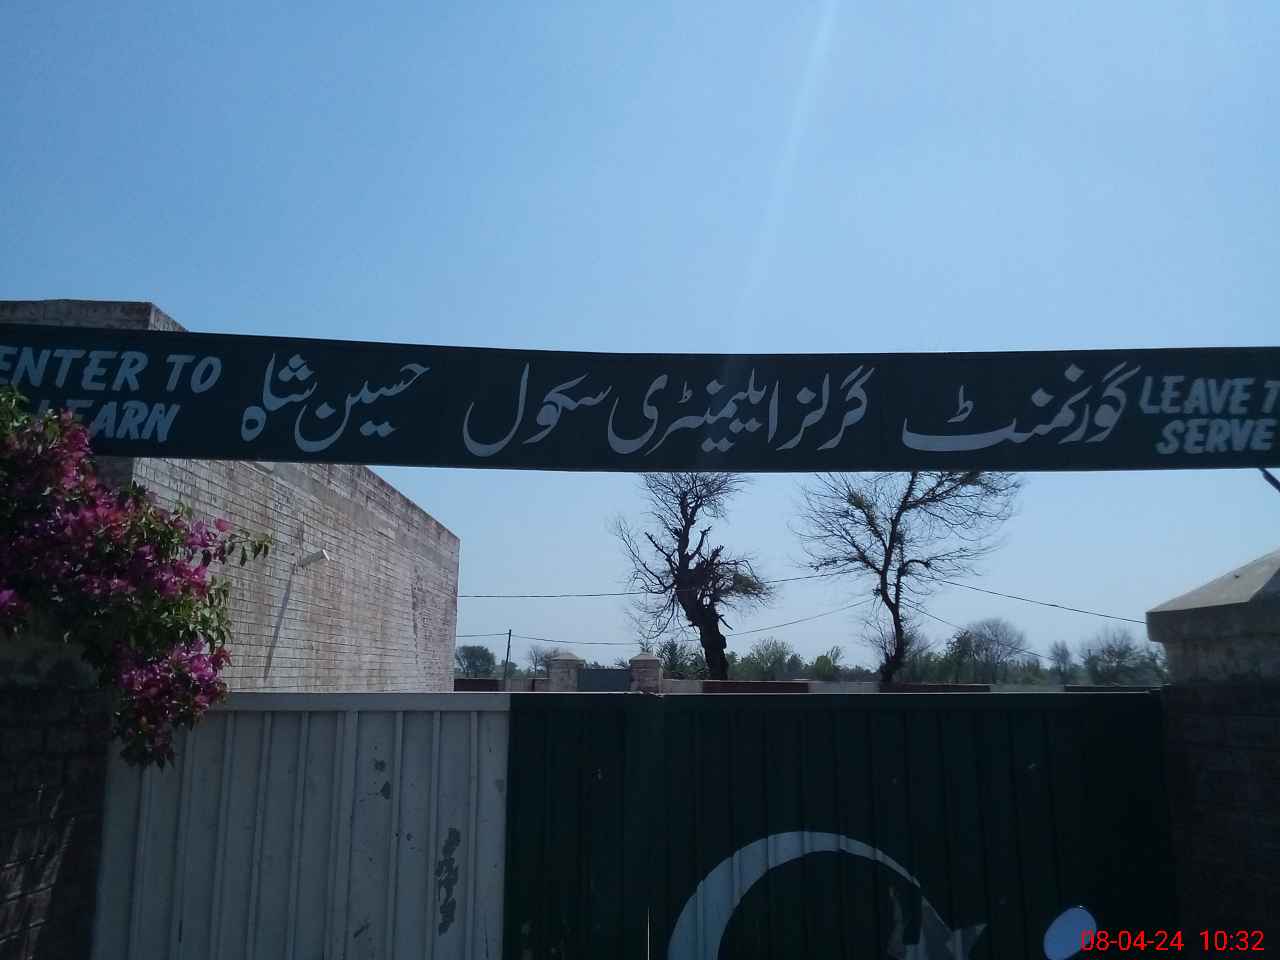 ENTER TO
LEARN
گورنمنٹ گرلز ایلیمنٹری سکول حسین شاہ
LEAVE T
SERVE
08-04-24 10:32